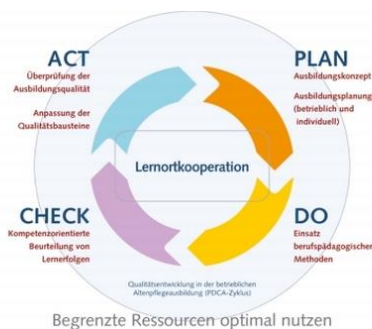 ACT
Überprüfung der
Ausbildungsqualität
Anpassung der
Qualitätsbausteine
PLAN
Ausbildungskonzept
Ausbildungsplanung
(betrieblich und
individuell)
Lernortkooperation
CHECK
Kompetenzorientierte
Beurteilung von
Lernerfolgen
DO
Einsatz
berufspädagogischer
Methoden
Qualitätsentwicklung in der betrieblichen
Altenpflegeausbildung (PDCA-Zyklus)
Begrenzte Ressourcen optimal nutzen